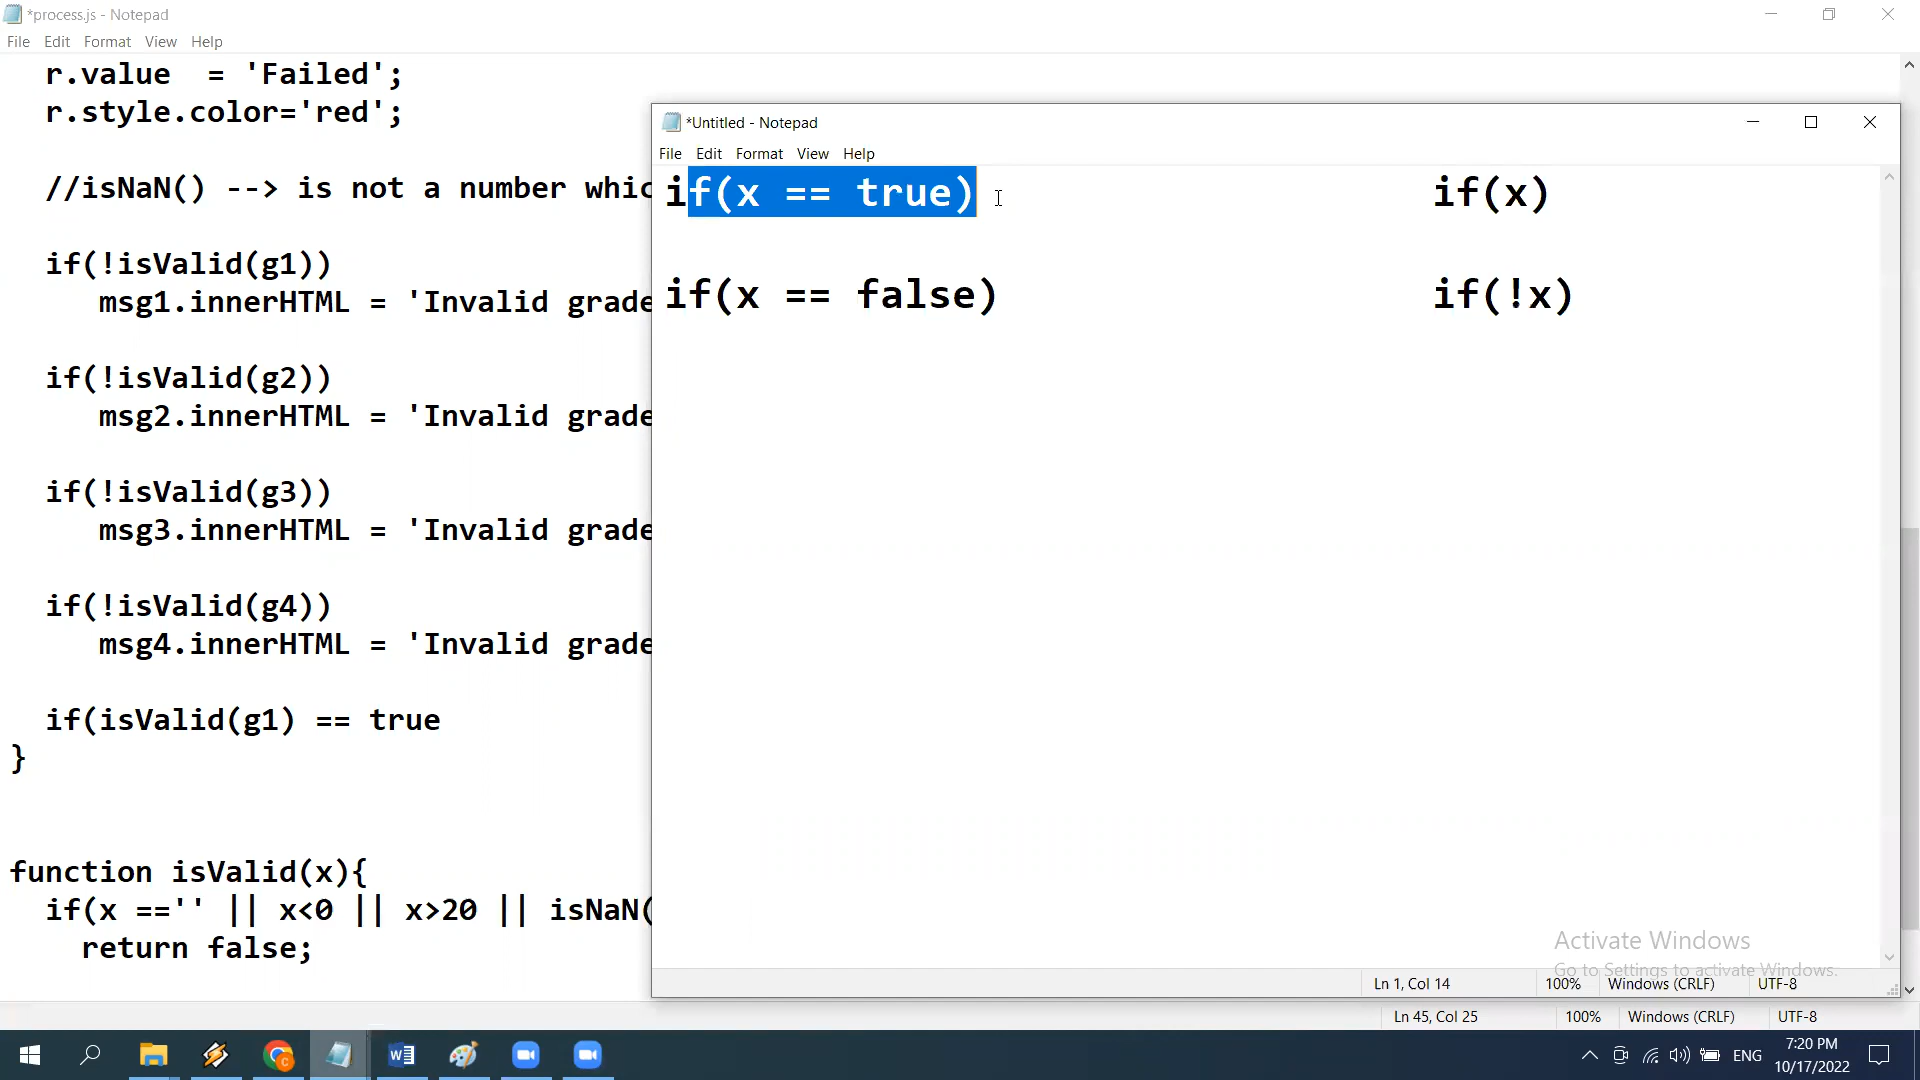 *process.js - Notepad
File Edit Format View Help
r.value = 'Failed';
r.style.color='red';
//isNaN() --> is not a number whic
if(!isValid(g1))
msg1.innerHTML = 'Invalid grade
if(!isValid(g2))
msg2.innerHTML = 'Invalid grade
if(!isValid(g3))
msg3.innerHTML = 'Invalid grade
if(!isValid(g4))
msg4.innerHTML = 'Invalid grade
if(isValid(g1) == true
}
function isValid(x){
if(x =='' || x<0 || x>20 || isNaN(
return false;
*Untitled - Notepad
File Edit Format View Help
if(x == true) if(x)
if(x == false) if(!x)
Activate Windows
Go to Settings to activate Windows.
Ln 1, Col 14 100% Windows (CRLF) UTF-8
Ln 45, Col 25 100% Windows (CRLF) UTF-8
ENG
7:20 PM
10/17/2022